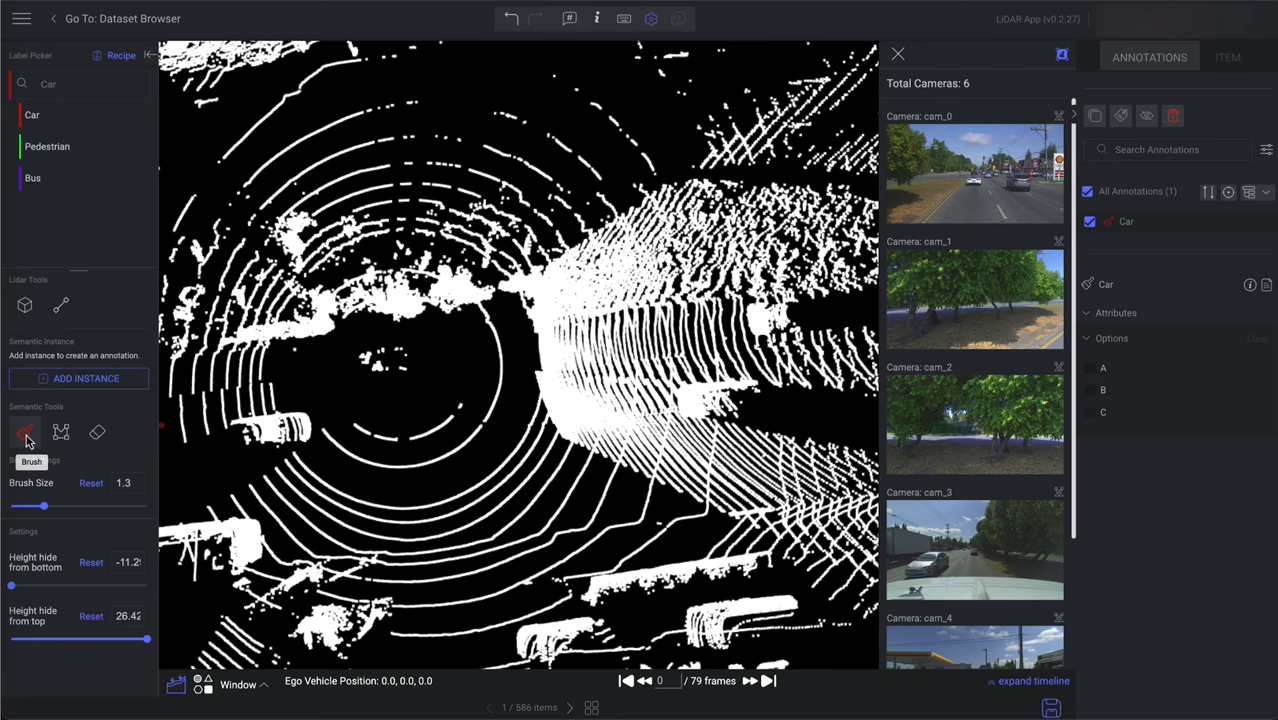 Go To: Dataset Browser
LiDAR App (v0.2.27)
Label Picker
Recipe
Car
Car
Pedestrian
Bus
Lidar Tools
Semantic Instance
Add instance to create an annotation.
ADD INSTANCE
Semantic Tools
Brush
Brush Size
Reset
1.3
Settings
Height hide
from bottom
Reset
-11.2
Height hide
from top
Reset
26.42
Total Cameras: 6
Camera: cam_0
Camera: cam_1
Camera: cam_2
Camera: cam_3
Camera: cam_4
ANNOTATIONS
ITEM
Search Annotations
All Annotations (1)
Car
Car
Attributes
Options
Clear
A
B
C
Window
Ego Vehicle Position: 0.0, 0.0, 0.0
0
/ 79 frames
expand timeline
1 / 586 items